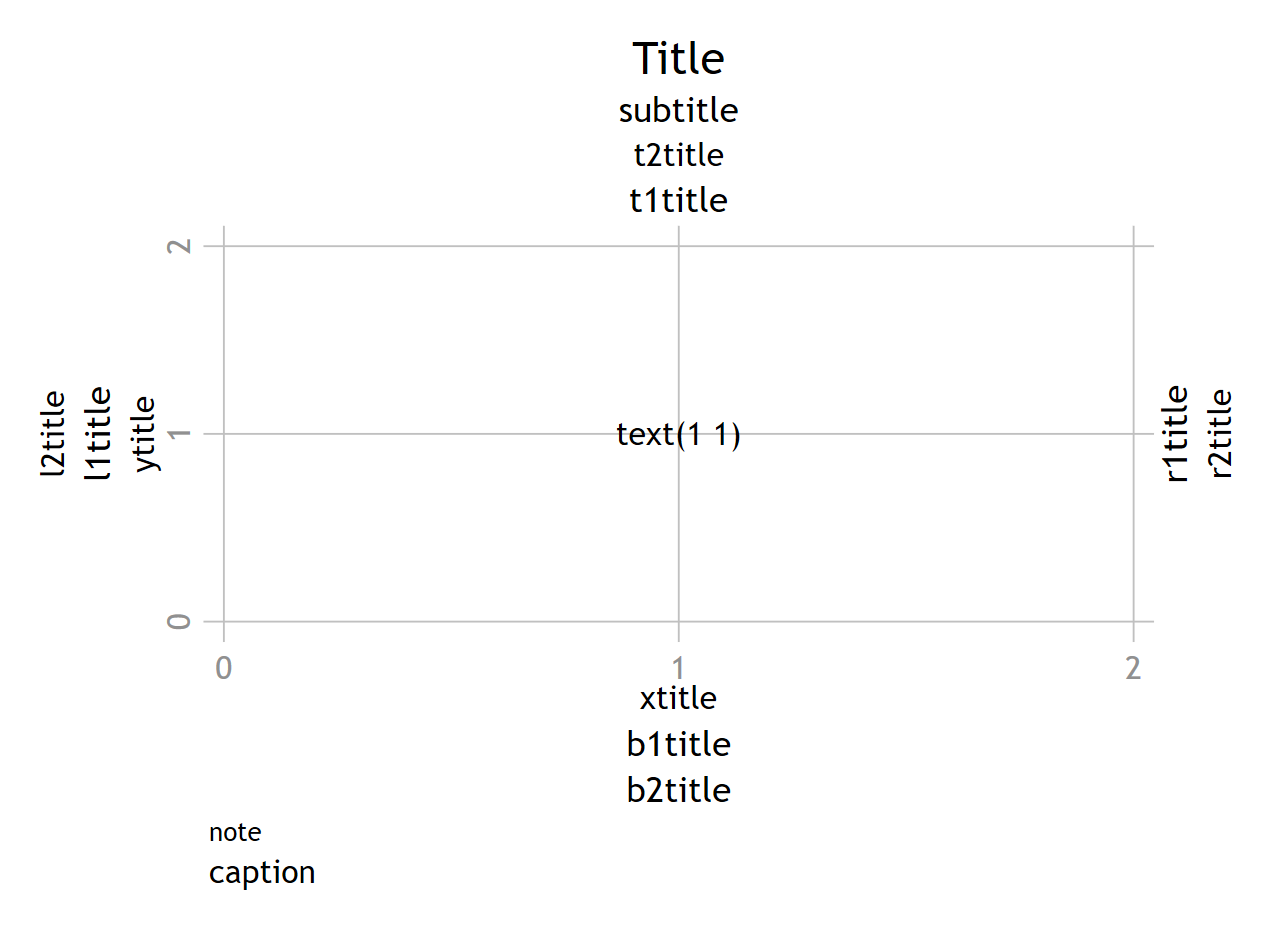 Title
subtitle
t2title
t1title
2
1
0
l2title
l1title
ytitle
text(1 1)
r1title
r2title
0
1
2
xtitle
b1title
b2title
note
caption